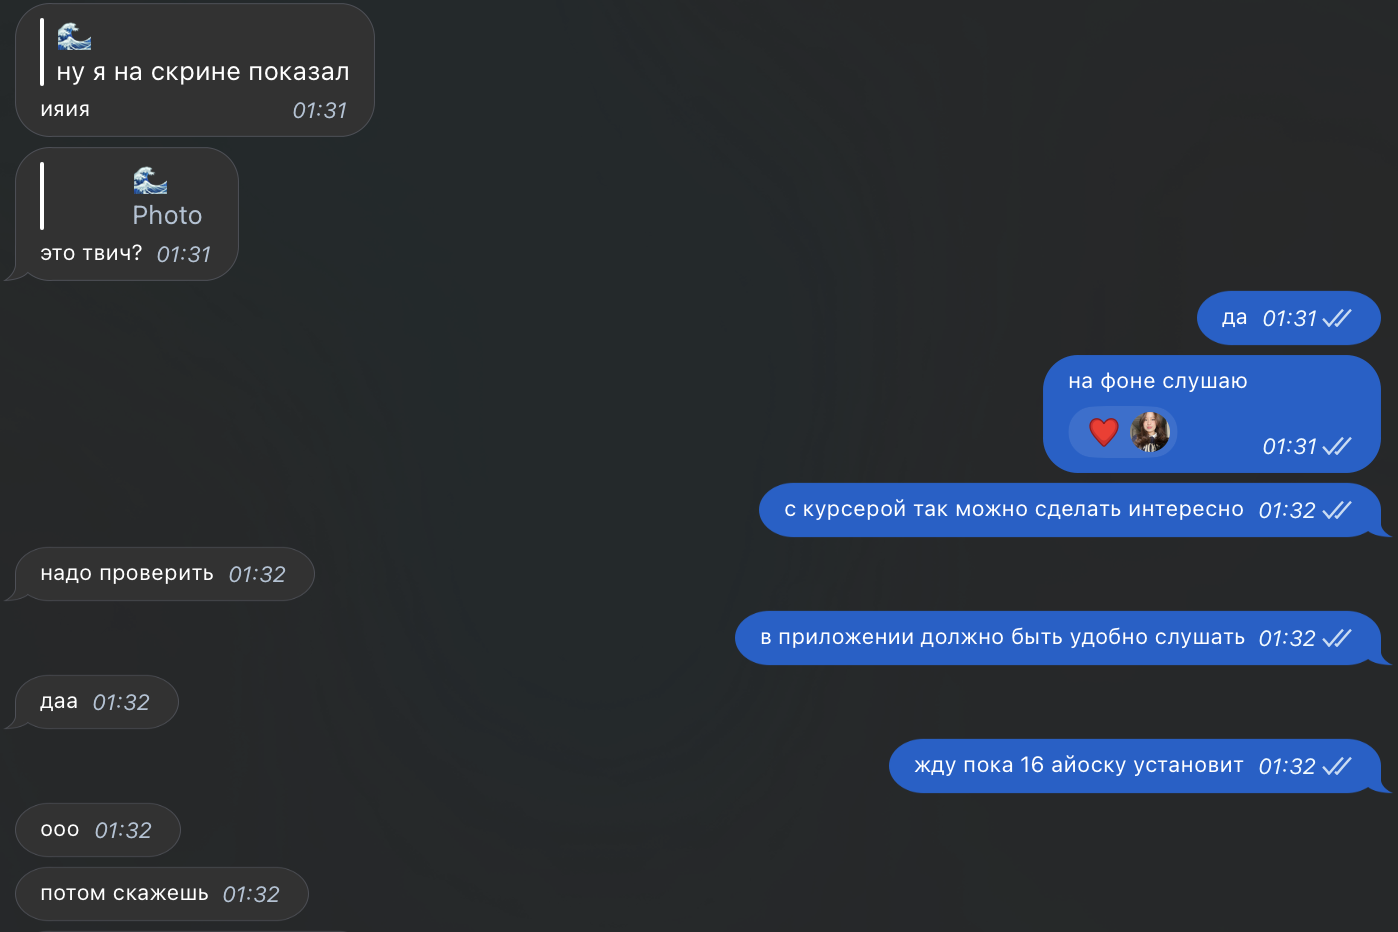 🌊
ну я на скрине показал
ияия 01:31
🌊
Photo
это твич? 01:31
да 01:31
на фоне слушаю
❤️ 01:31
с курсерой так можно сделать интересно 01:32
надо проверить 01:32
в приложении должно быть удобно слушать 01:32
даа 01:32
жду пока 16 айоску установит 01:32
ооо 01:32
потом скажешь 01:32